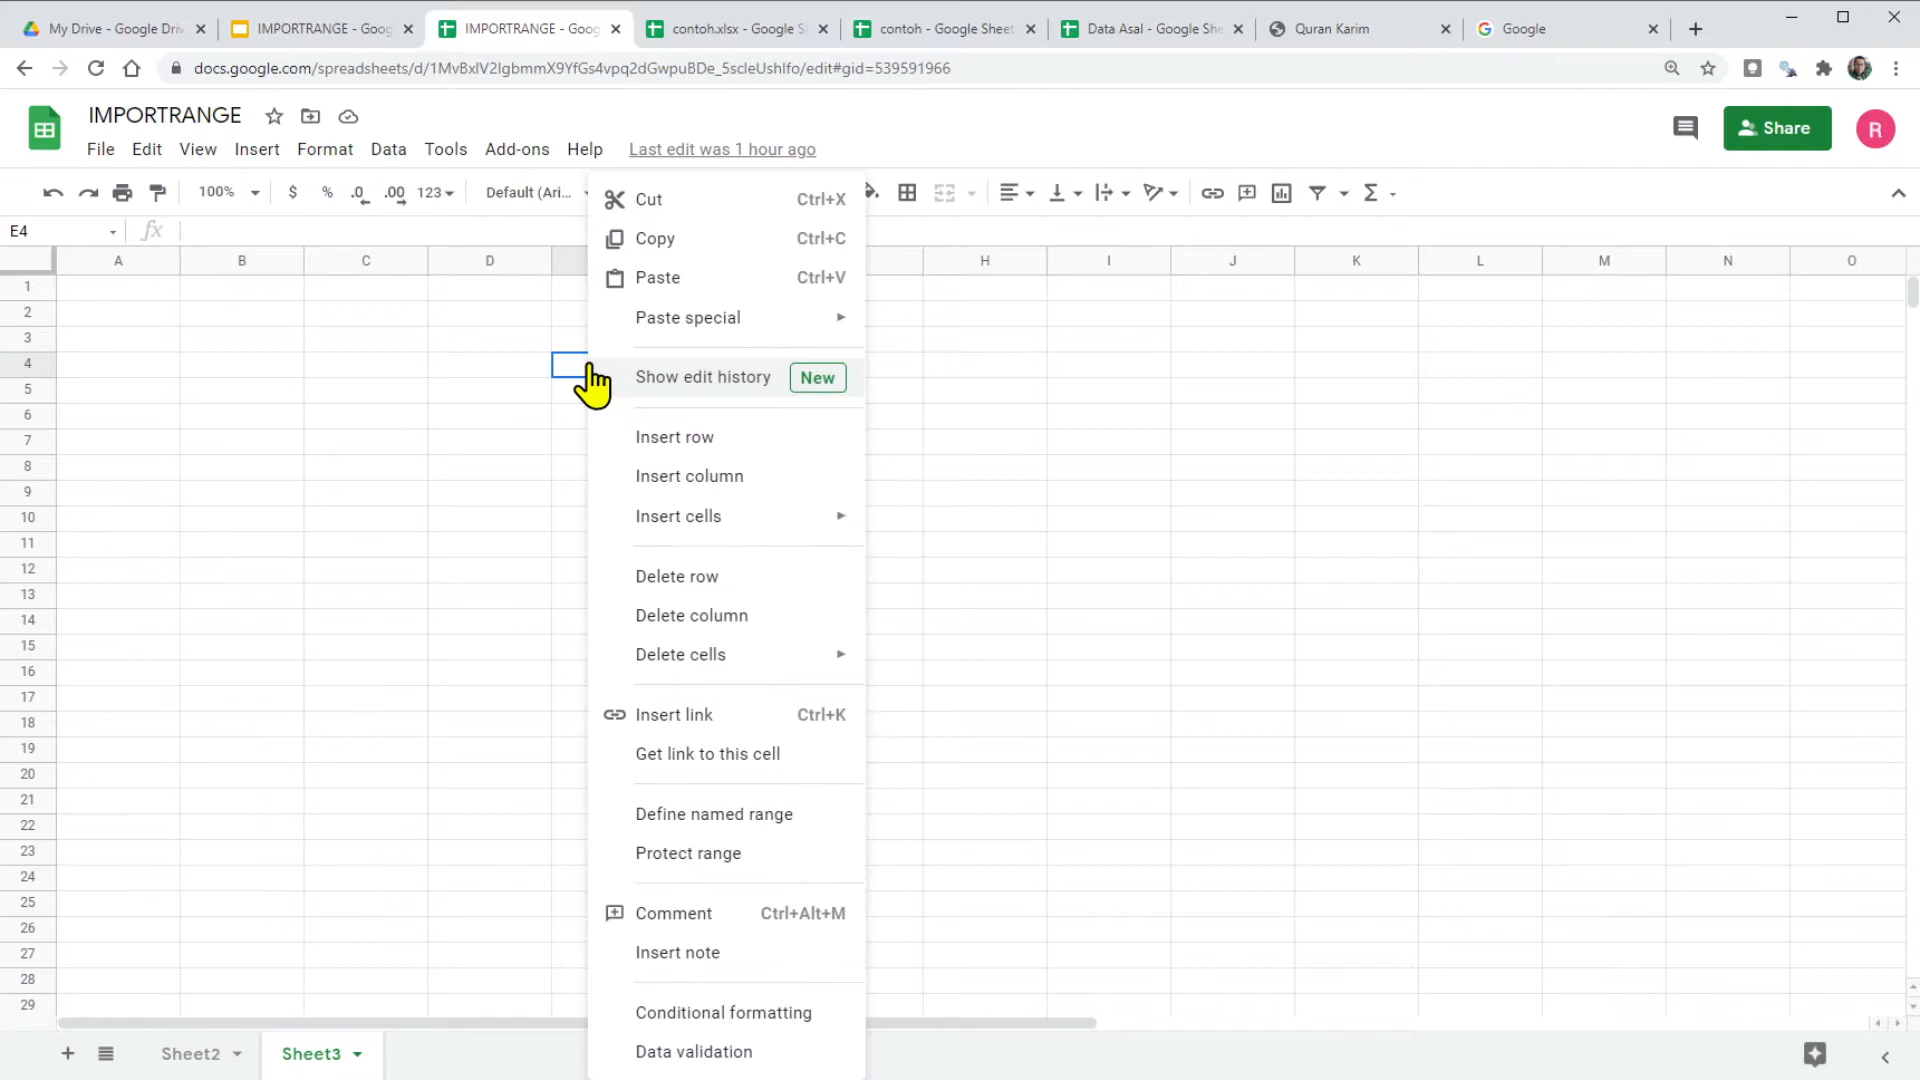 My Drive - Google Driv
IMPORTRANGE - Goog
IMPORTRANGE - Goog
contoh.xlsx - Google S
contoh - Google Sheet
Data Asal - Google She
Quran Karim
Google
docs.google.com/spreadsheets/d/1MvBxlV2IgbmmX9YfGs4vpq2dGwpuBDe_5scleUshIfo/edit#gid=539591966
IMPORTRANGE
Share
R
File Edit View Insert Format Data Tools Add-ons Help Last edit was 1 hour ago
100% $ % .0 .00 123 Default (Ari...
E4 fx
A B C D H I J K L M N O
Cut Ctrl+X
Copy Ctrl+C
Paste Ctrl+V
Paste special
Show edit history New
Insert row
Insert column
Insert cells
Delete row
Delete column
Delete cells
Insert link Ctrl+K
Get link to this cell
Define named range
Protect range
Comment Ctrl+Alt+M
Insert note
Conditional formatting
Data validation
1
2
3
4
5
6
7
8
9
10
11
12
13
14
15
16
17
18
19
20
21
22
23
24
25
26
27
28
29
Sheet2 Sheet3